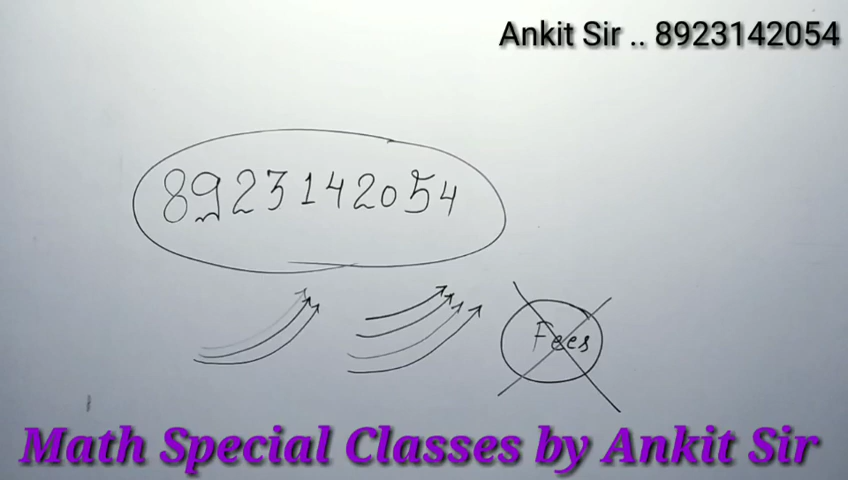 Ankit Sir .. 8923142054
8923142054
Fees
Math Special Classes by Ankit Sir